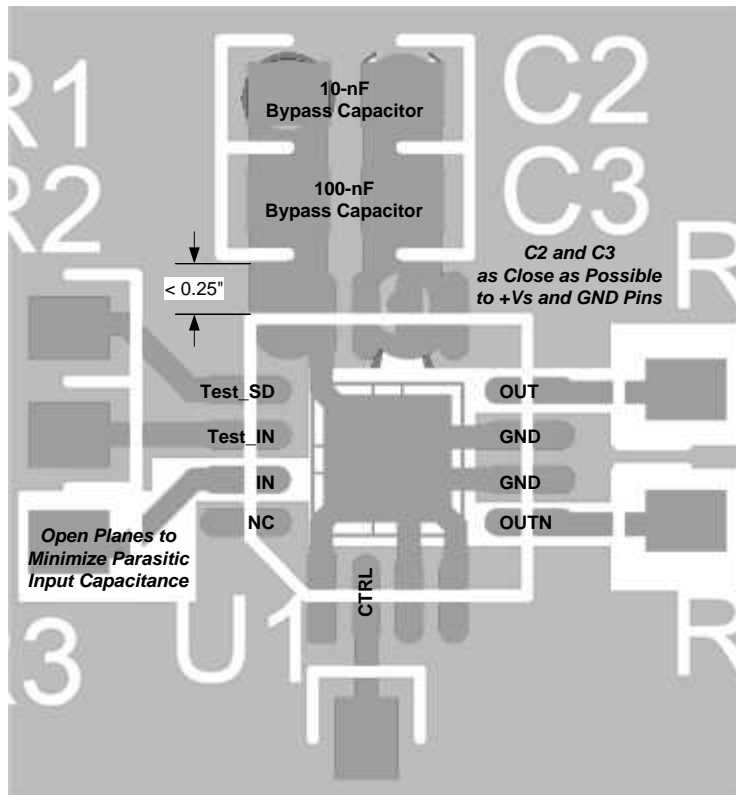 R1
R2
10-nF
Bypass Capacitor
100-nF
Bypass Capacitor
C2
C3
C2 and C3
as Close as Possible
to +Vs and GND Pins
R
< 0.25"
Test_SD
Test_IN
IN
NC
OUT
GND
GND
OUTN
Open Planes to
Minimize Parasitic
Input Capacitance
CTRL
R3
U1
R